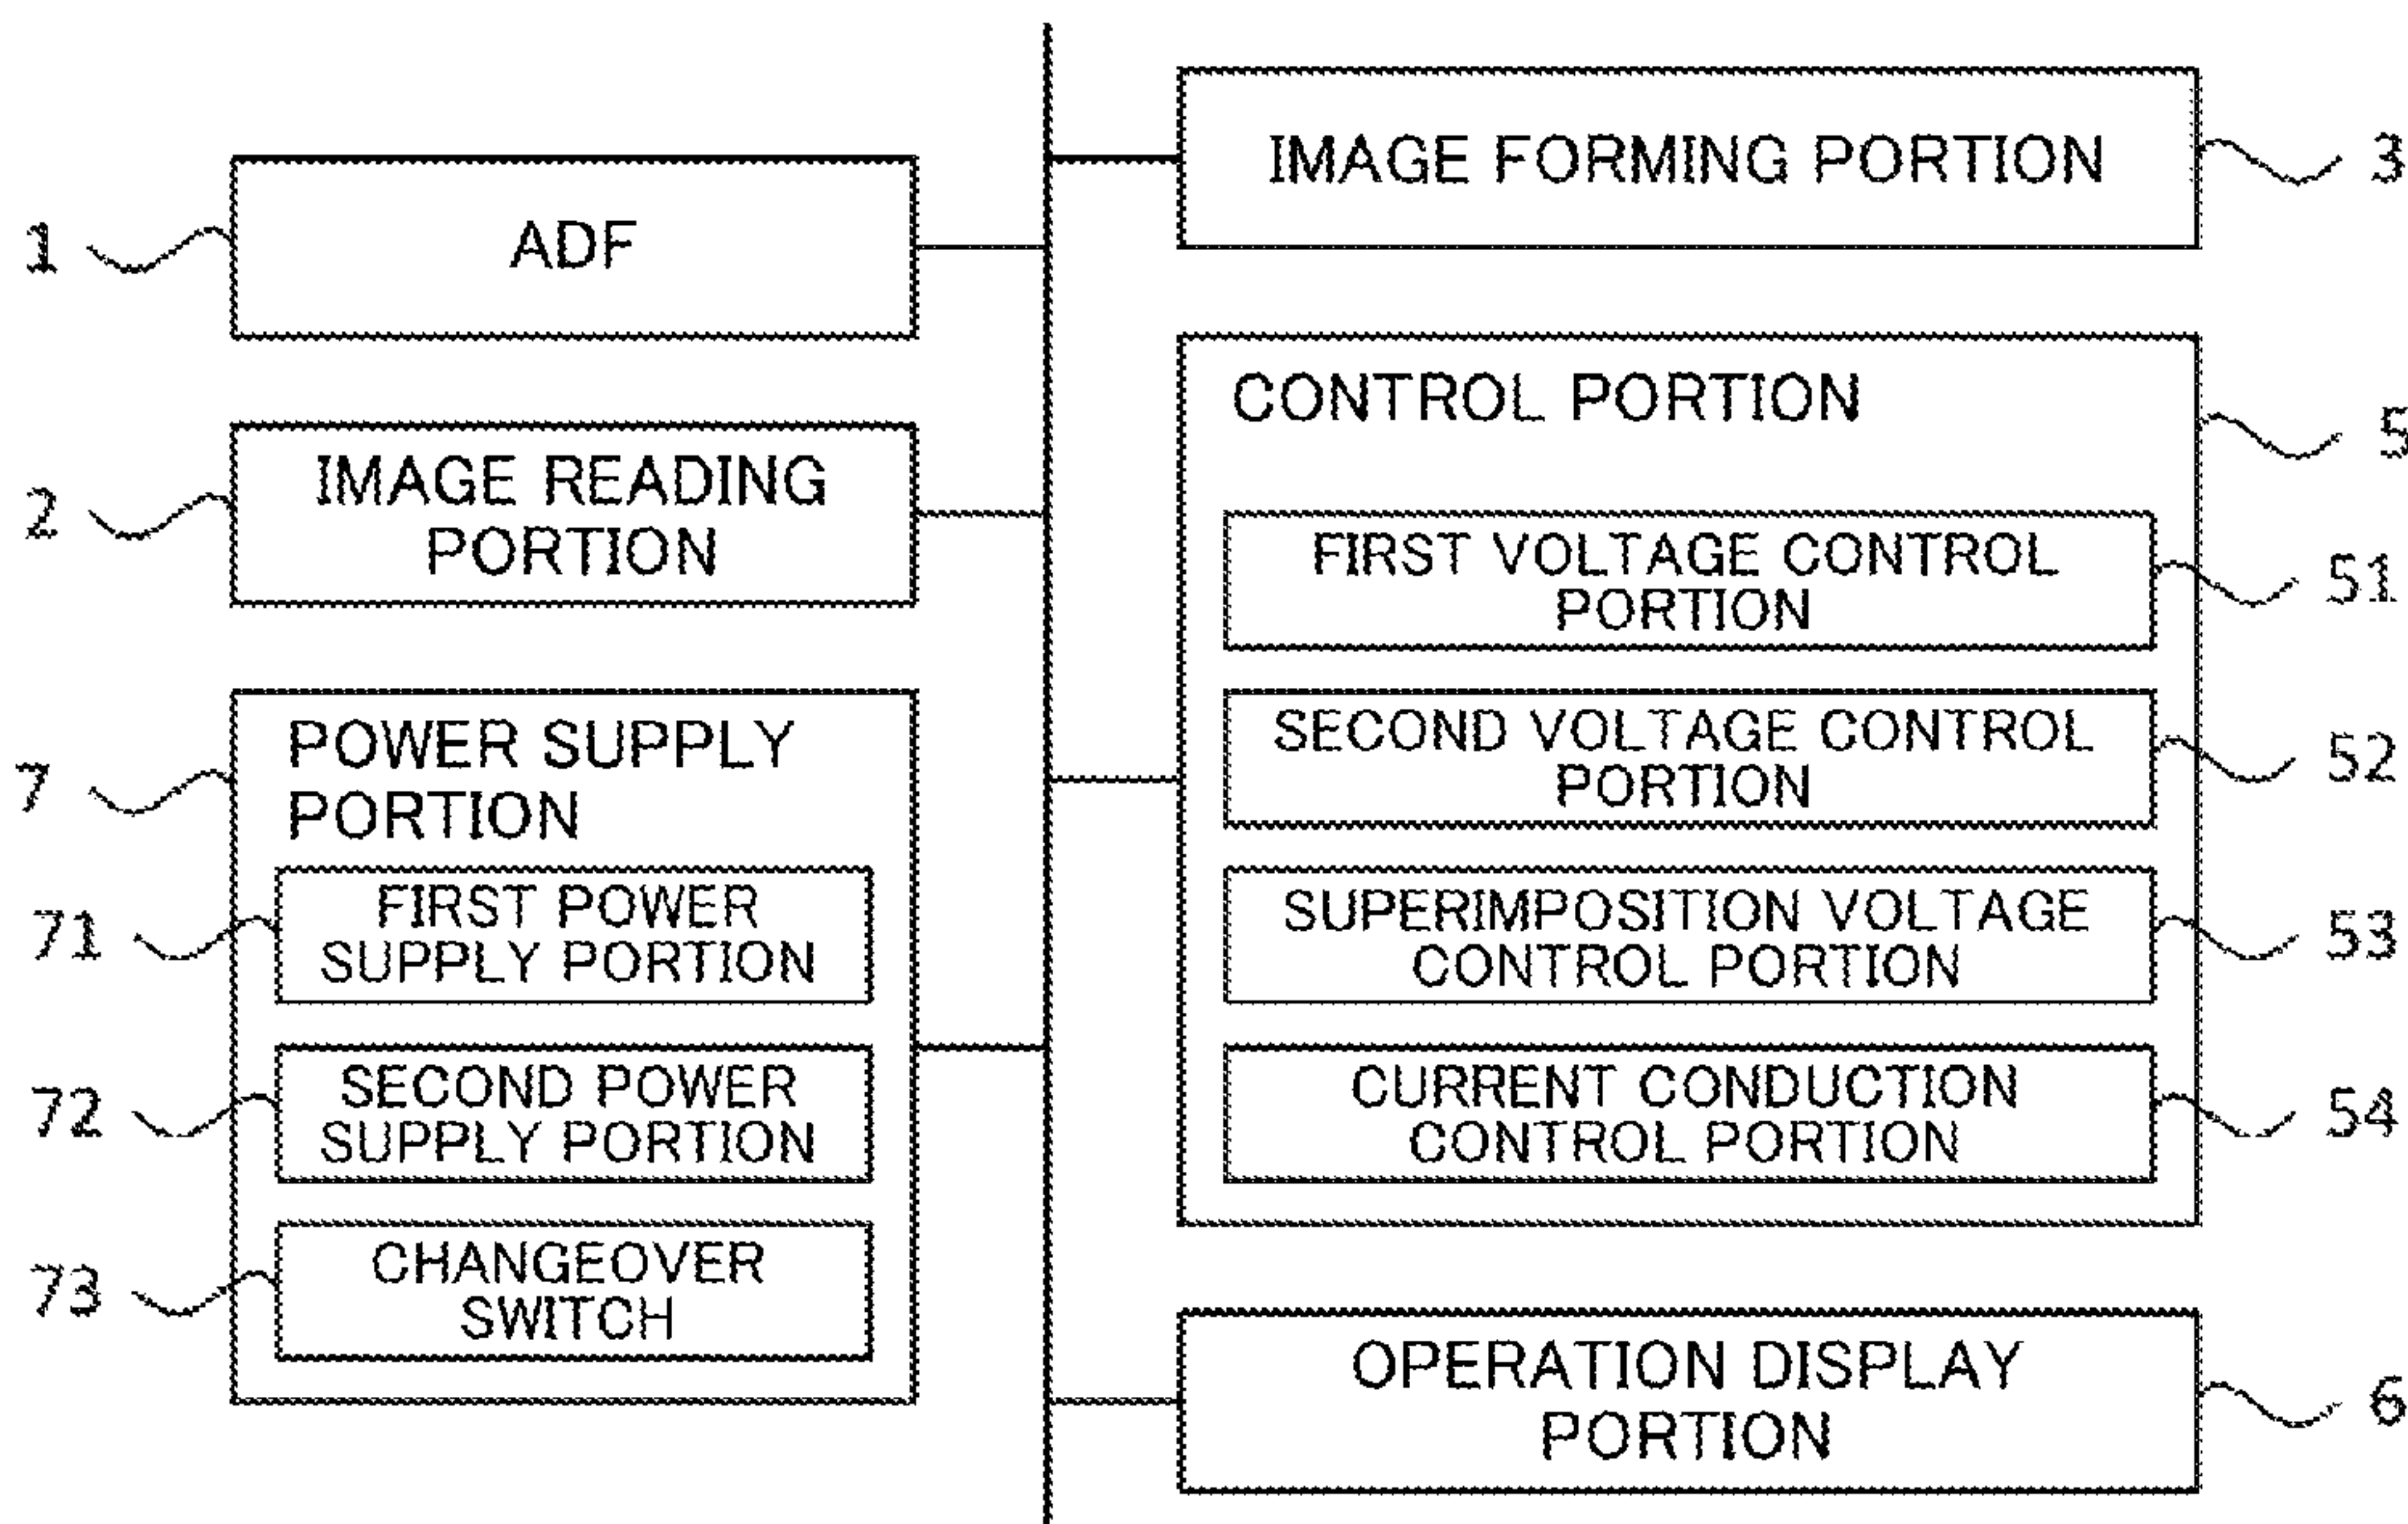 1
ADF
2
IMAGE READING
PORTION
7
POWER SUPPLY
PORTION
71
FIRST POWER
SUPPLY PORTION
72
SECOND POWER
SUPPLY PORTION
73
CHANGEOVER
SWITCH
IMAGE FORMING PORTION
3
CONTROL PORTION
5
FIRST VOLTAGE CONTROL
PORTION
51
SECOND VOLTAGE CONTROL
PORTION
52
SUPERIMPOSITION VOLTAGE
CONTROL PORTION
53
CURRENT CONDUCTION
CONTROL PORTION
54
OPERATION DISPLAY
PORTION
6